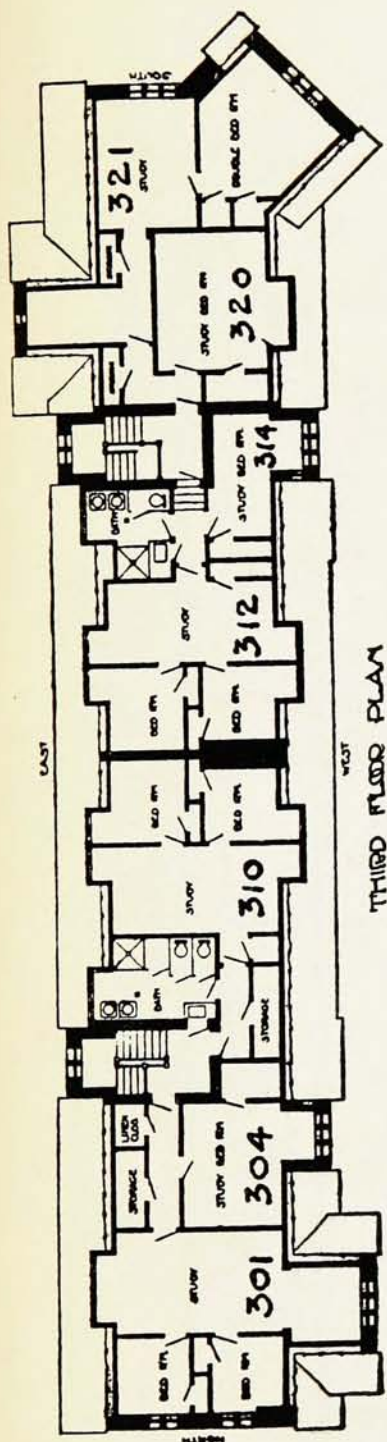 SOUTH
STUDY
321
DOUBLE BED RM
STUDY BED RM
320
BATH
STUDY BED RM
314
STUDY
312
BED RM
BED RM
EAST
WEST
BED RM
BED RM
STUDY
310
BATH
STORAGE
LINEN
CLOS
STORAGE
STUDY BED RM
304
STUDY
301
BED RM
BED RM
NORTH
THIRD FLOOR PLAN